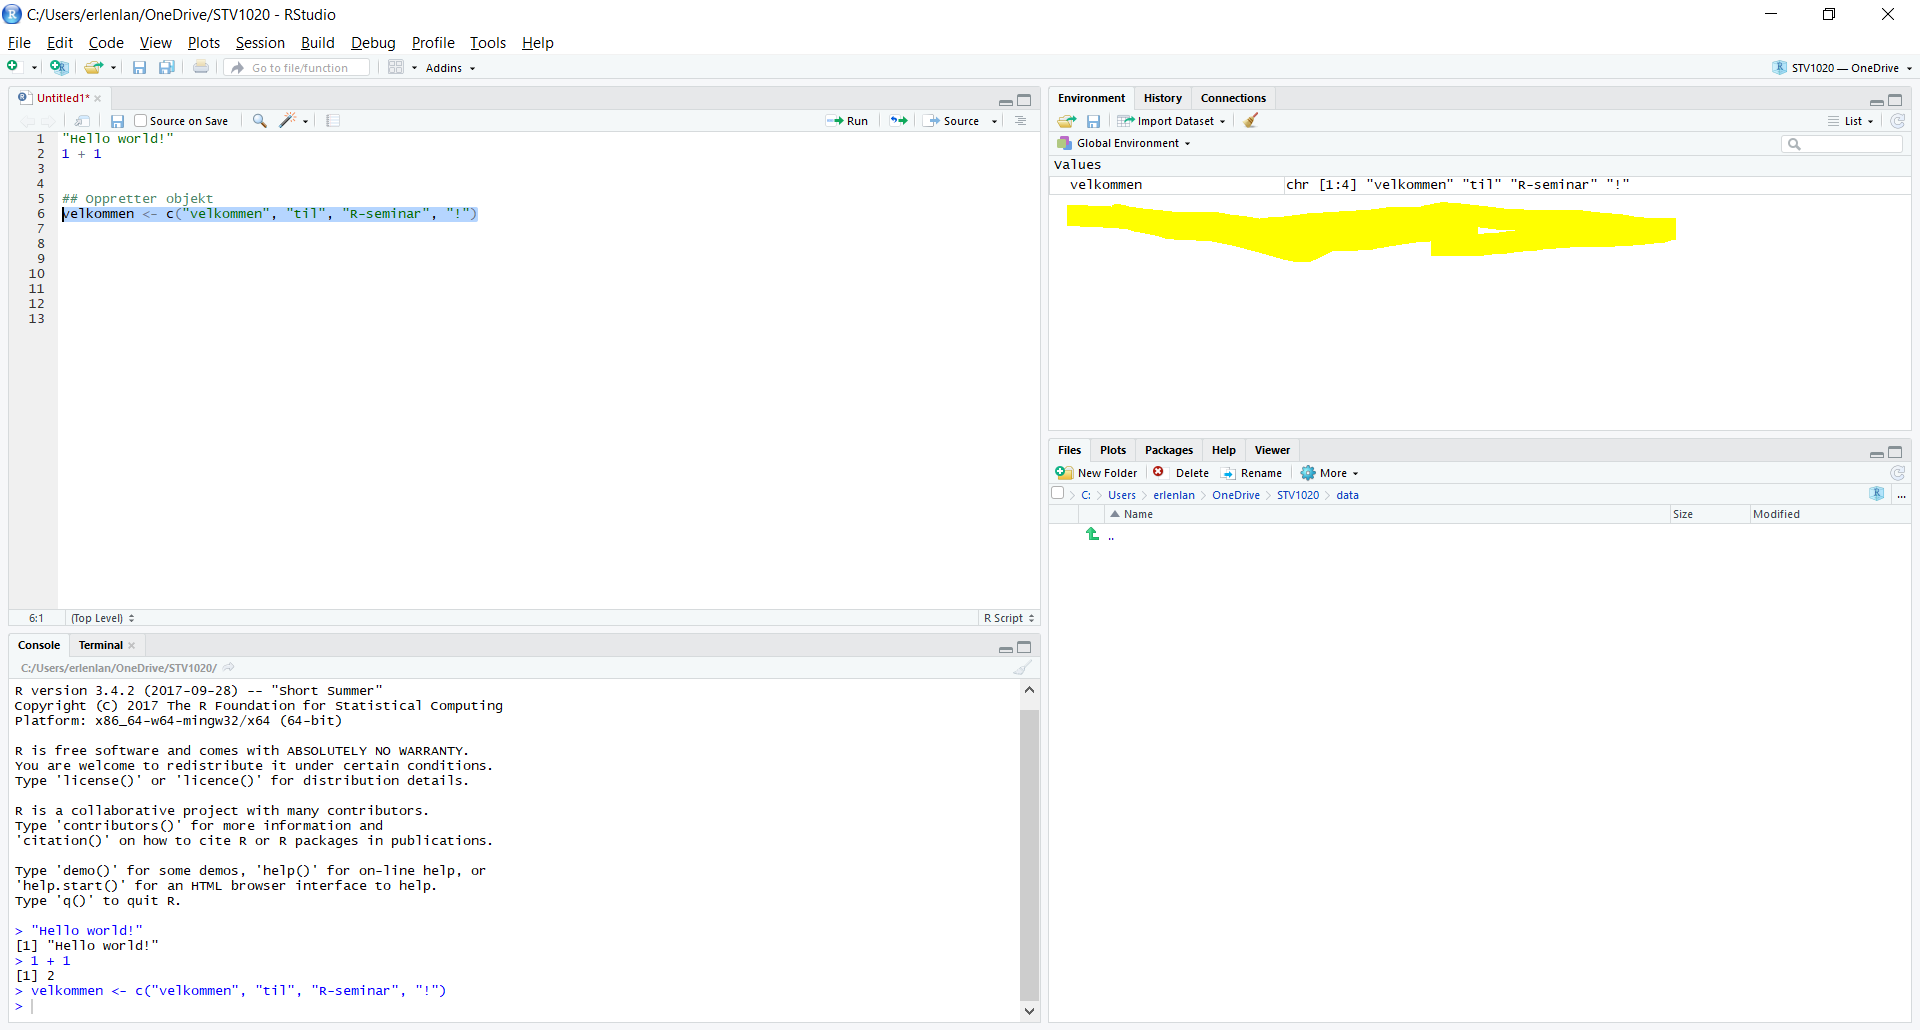 C:/Users/erlenlan/OneDrive/STV1020 - RStudio
File Edit Code View Plots Session Build Debug Profile Tools Help
Go to file/function Addins STV1020 — OneDrive
Untitled1*
Source on Save Run Source
1 "Hello world!"
2 1 + 1
3
4
5 ## Oppretter objekt
6 velkommen <- c("velkommen", "til", "R-seminar", "!")
7
8
9
10
11
12
13
6:1 (Top Level) R Script
Console Terminal
C:/Users/erlenlan/OneDrive/STV1020/
R version 3.4.2 (2017-09-28) -- "Short Summer"
Copyright (C) 2017 The R Foundation for Statistical Computing
Platform: x86_64-w64-mingw32/x64 (64-bit)
R is free software and comes with ABSOLUTELY NO WARRANTY.
You are welcome to redistribute it under certain conditions.
Type 'license()' or 'licence()' for distribution details.
R is a collaborative project with many contributors.
Type 'contributors()' for more information and
'citation()' on how to cite R or R packages in publications.
Type 'demo()' for some demos, 'help()' for on-line help, or
'help.start()' for an HTML browser interface to help.
Type 'q()' to quit R.
> "Hello world!"
[1] "Hello world!"
> 1 + 1
[1] 2
> velkommen <- c("velkommen", "til", "R-seminar", "!")
>
Environment History Connections
Import Dataset List
Global Environment
Values
velkommen chr [1:4] "velkommen" "til" "R-seminar" "!"
Files Plots Packages Help Viewer
New Folder Delete Rename More
C: Users erlenlan OneDrive STV1020 data ...
Name Size Modified
..